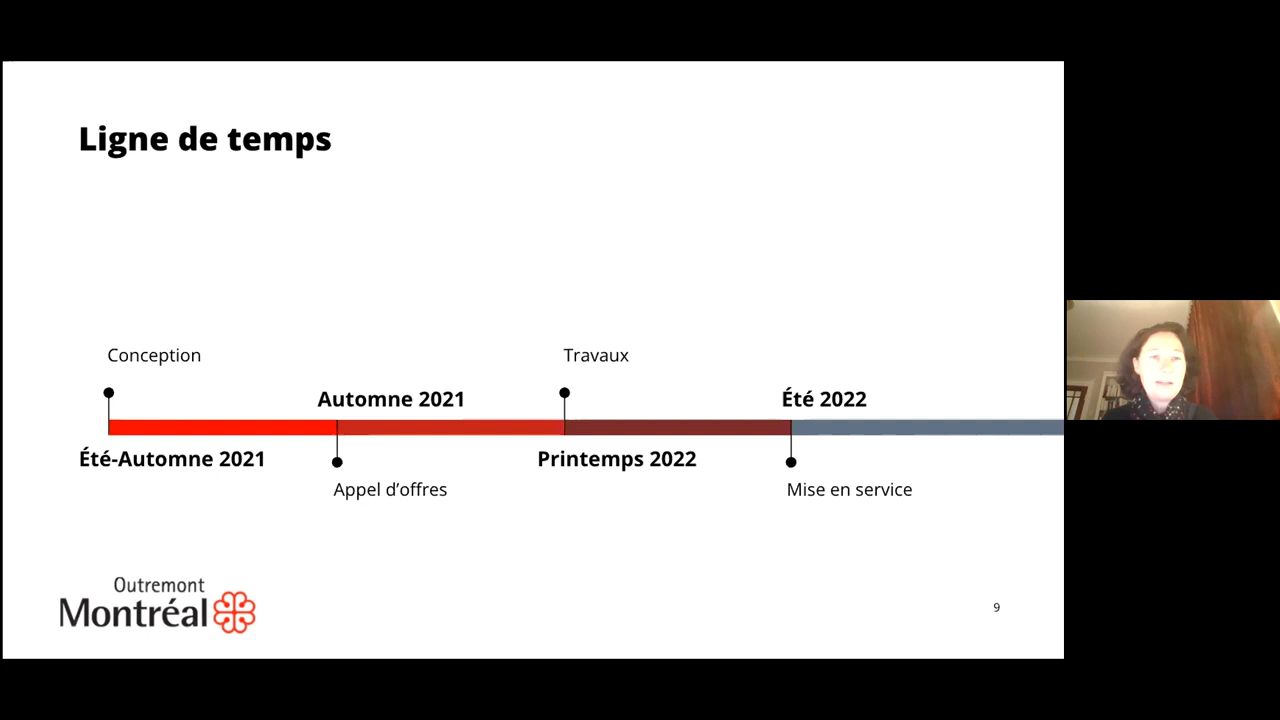 Ligne de temps
Conception
Travaux
Automne 2021
Été 2022
Été-Automne 2021
Printemps 2022
Appel d’offres
Mise en service
Outremont
Montréal
9